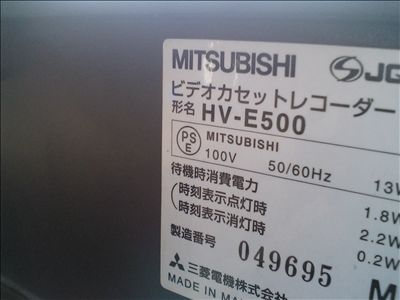 MITSUBISHI JQ
ビデオカセットレコーダー
形名 HV-E500
PS E MITSUBISHI
100V 50/60Hz 13W
待機時消費電力
時刻表示点灯時 1.8W
時刻表示消灯時 2.2W
0.2W
製造番号 049695
三菱電機株式会社
MADE IN